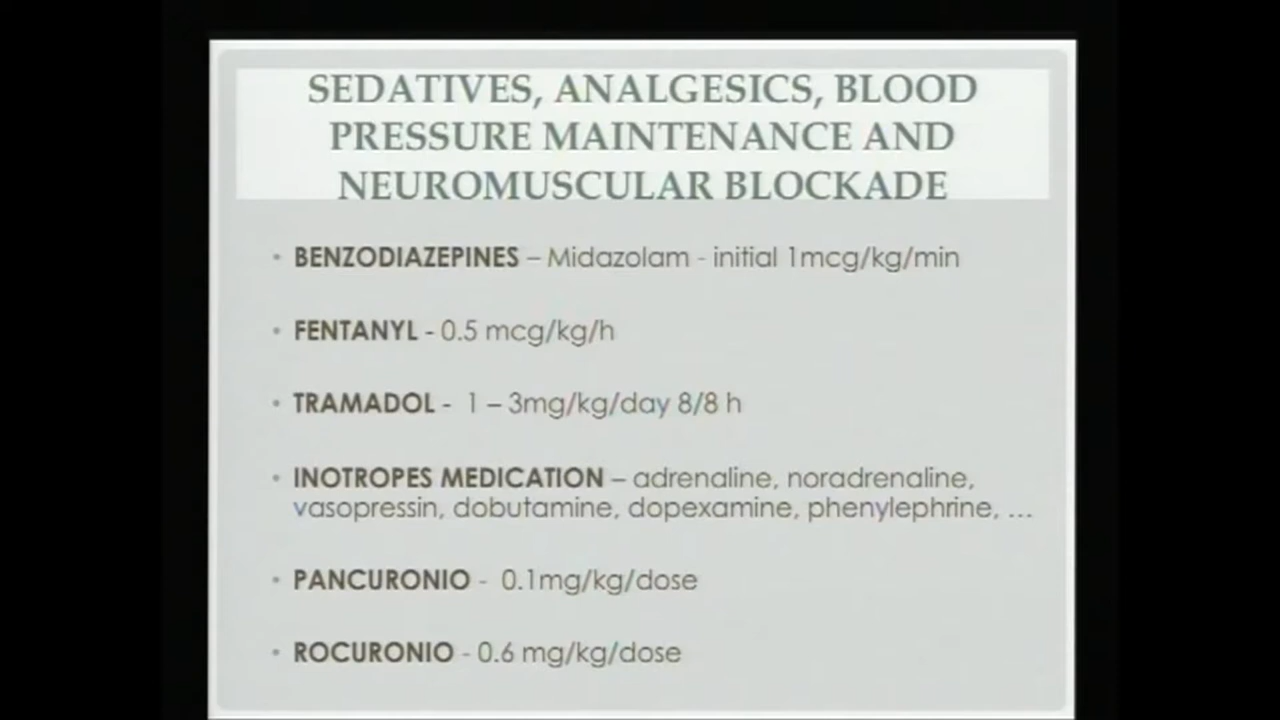 SEDATIVES, ANALGESICS, BLOOD
PRESSURE MAINTENANCE AND
NEUROMUSCULAR BLOCKADE
• BENZODIAZEPINES – Midazolam - initial 1mcg/kg/min
• FENTANYL - 0.5 mcg/kg/h
• TRAMADOL - 1 – 3mg/kg/day 8/8 h
• INOTROPES MEDICATION – adrenaline, noradrenaline,
vasopressin, dobutamine, dopexamine, phenylephrine, …
• PANCURONIO - 0.1mg/kg/dose
• ROCURONIO - 0.6 mg/kg/dose